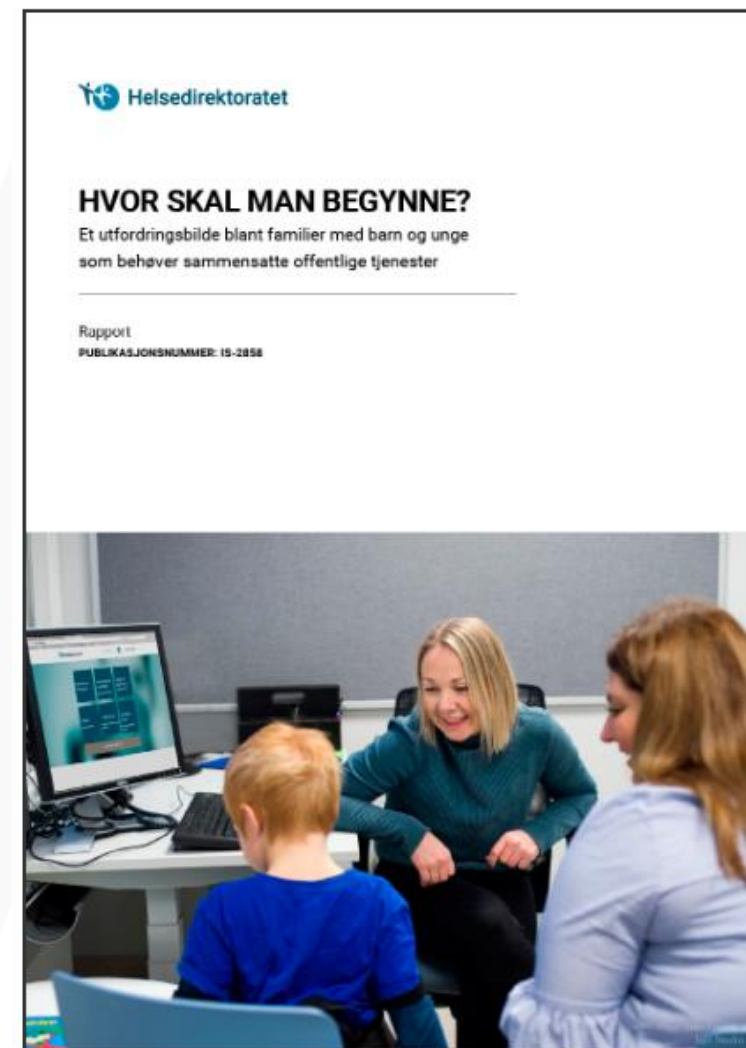 Helsedirektoratet
HVOR SKAL MAN BEGYNNE?
Et utfordringsbilde blant familier med barn og unge
som behøver sammensatte offentlige tjenester
Rapport
PUBLIKASJONSNUMMER: IS-2858